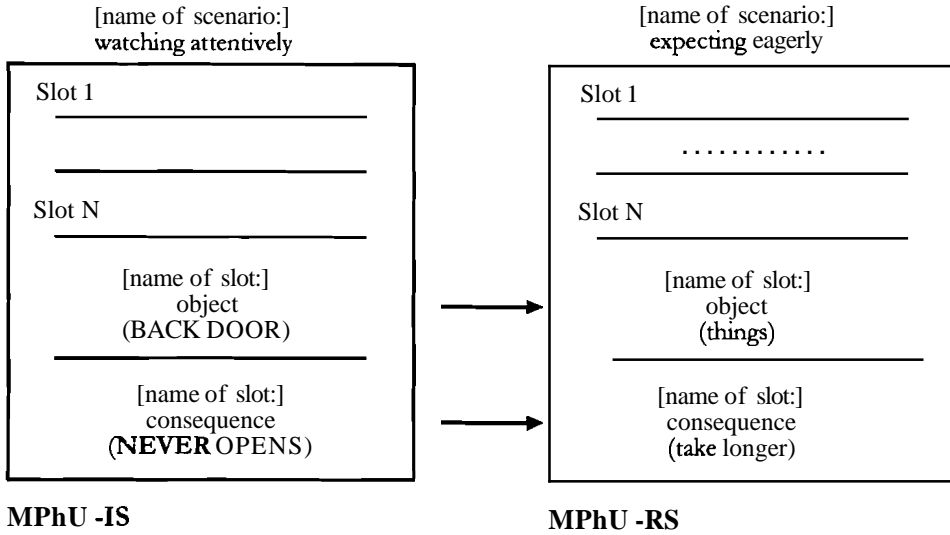 [name of scenario:]
watching attentively
Slot 1
Slot N
[name of slot:]
object
(BACK DOOR)
[name of slot:]
consequence
(NEVER OPENS)
MPhU -IS
[name of scenario:]
expecting eagerly
Slot 1
. . . . . . . . . . . .
Slot N
[name of slot:]
object
(things)
[name of slot:]
consequence
(take longer)
MPhU -RS